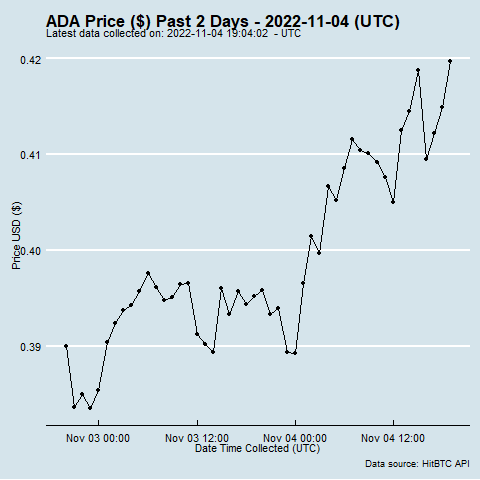 ADA Price ($) Past 2 Days - 2022-11-04 (UTC)
Latest data collected on: 2022-11-04 19:04:02 - UTC
0.42
0.41
0.40
0.39
Price USD ($)
Nov 03 00:00 Nov 03 12:00 Nov 04 00:00 Nov 04 12:00
Date Time Collected (UTC)
Data source: HitBTC API